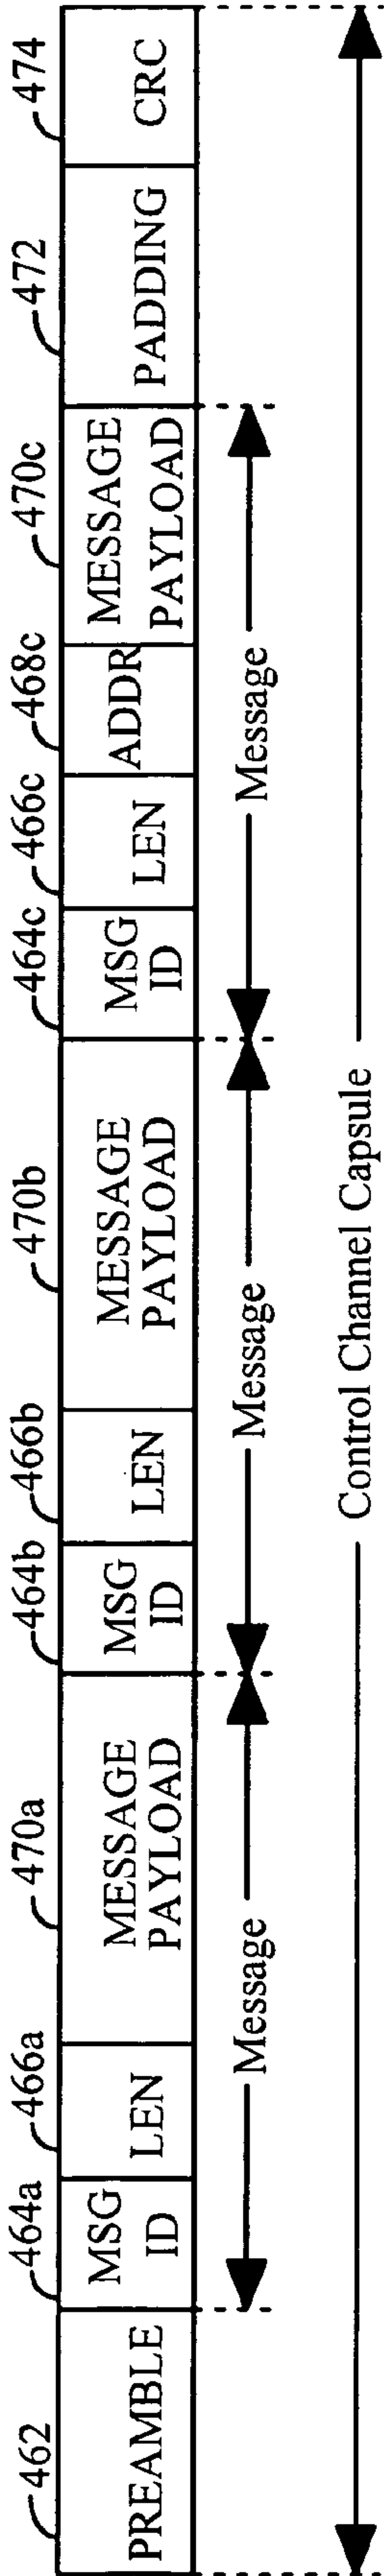 462
464a
466a
470a
464b
466b
470b
464c
466c
468c
470c
472
474
PREAMBLE
MSG
ID
LEN
MESSAGE
PAYLOAD
MSG
ID
LEN
MESSAGE
PAYLOAD
MSG
ID
LEN
ADDR
MESSAGE
PAYLOAD
PADDING
CRC
Message
Message
Message
Control Channel Capsule